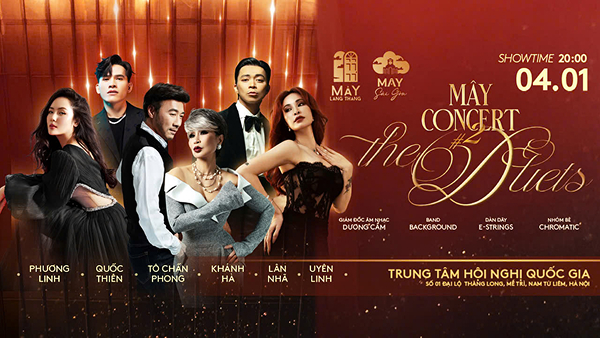 MÂY
LANG THANG
MÂY
Sài Gòn
SHOWTIME 20:00
04.01
MÂY
CONCERT
#2
the Duets
GIÁM ĐỐC ÂM NHẠC
DƯƠNG CẦM
BAND
BACKGROUND
DÀN DÂY
E-STRINGS
NHÓM BÈ
CHROMATIC
PHƯƠNG
LINH
QUỐC
THIÊN
TÔ CHẤN
PHONG
KHÁNH
HÀ
LÂN
NHÃ
UYÊN
LINH
TRUNG TÂM HỘI NGHỊ QUỐC GIA
SỐ 01 ĐẠI LỘ THĂNG LONG, MỄ TRÌ, NAM TỪ LIÊM, HÀ NỘI